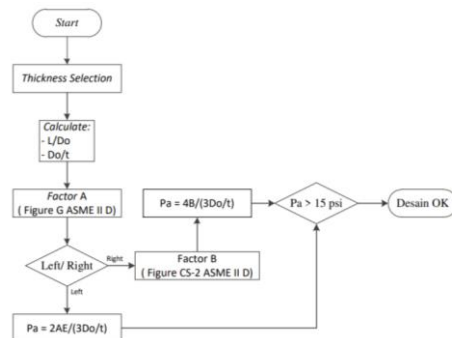 Start
Thickness Selection
Calculate:
- L/Do
- Do/t
Factor A
( Figure G ASME II D)
Left/ Right
Right
Left
Factor B
( Figure CS-2 ASME II D)
Pa = 4B/(3Do/t)
Pa > 15 psi
Desain OK
Pa = 2AE/(3Do/t)